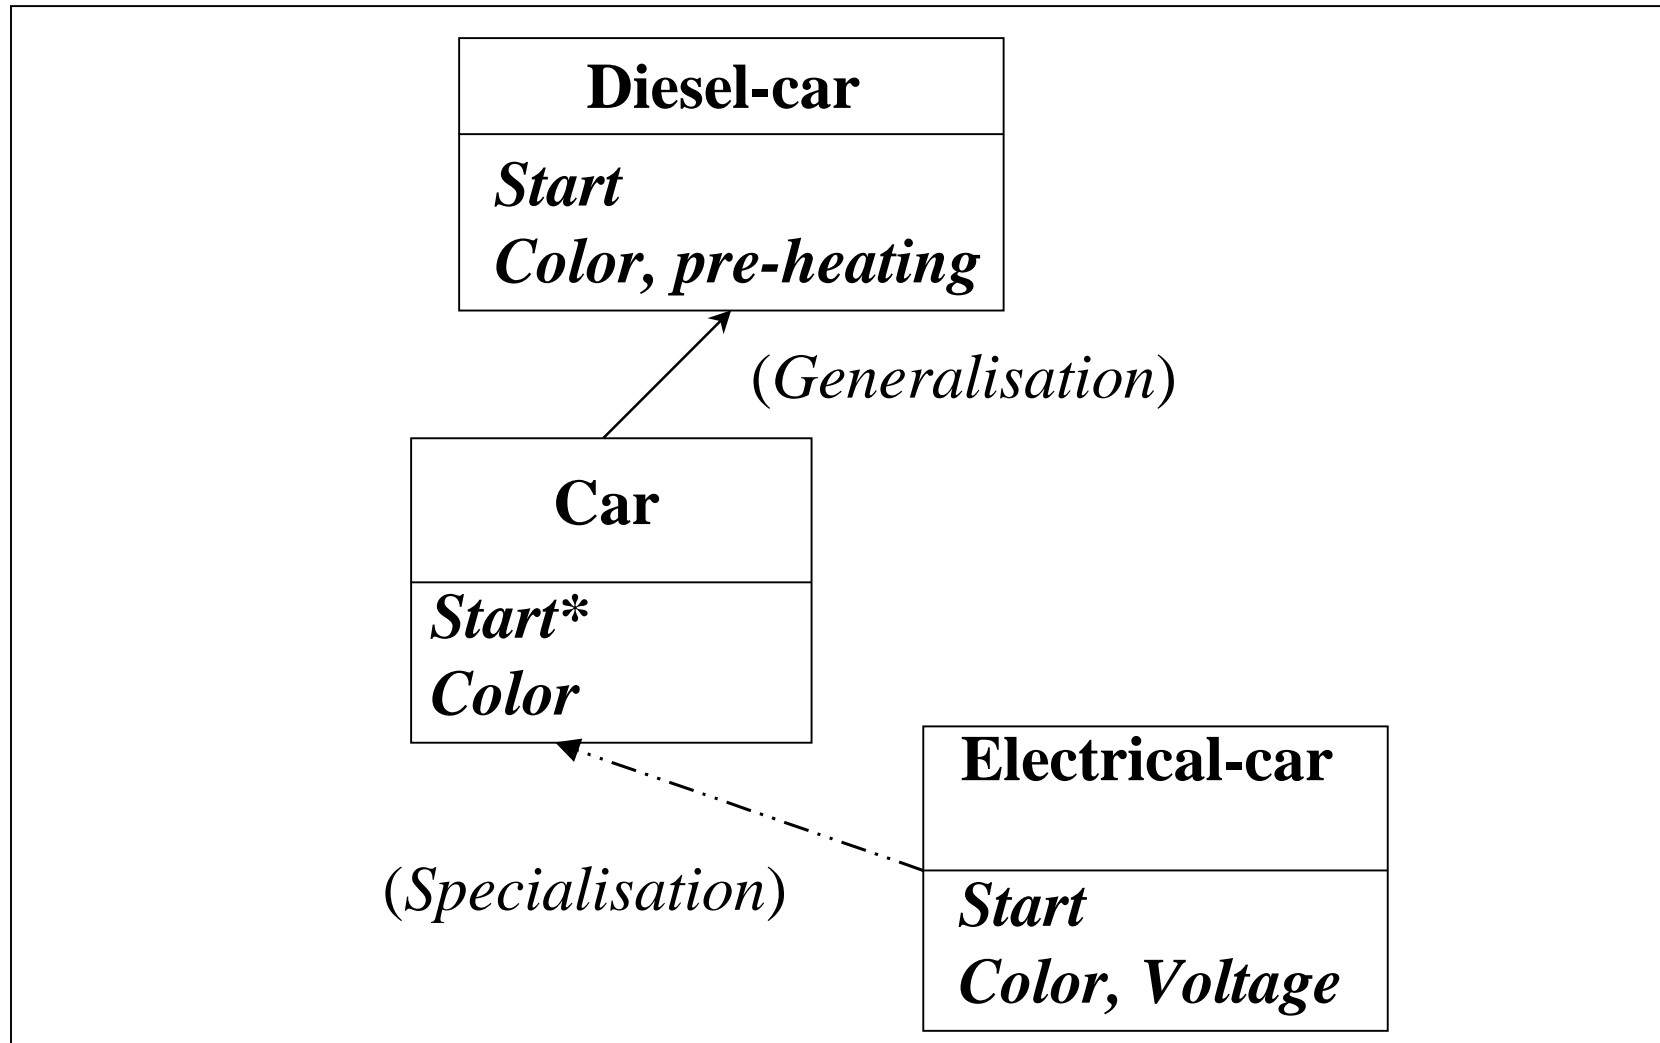 Diesel-car
Start
Color, pre-heating
(Generalisation)
Car
Start*
Color
Electrical-car
(Specialisation)
Start
Color, Voltage